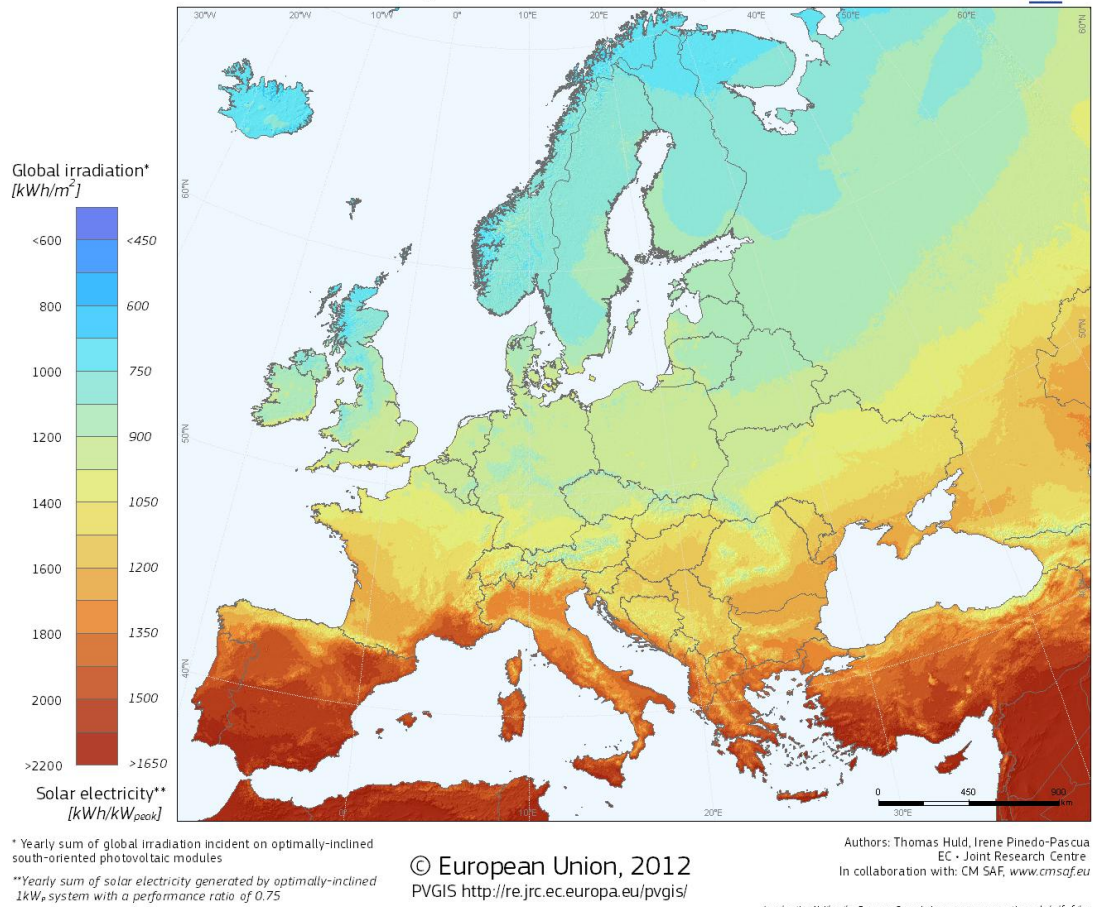 30°W
20°W
10°W
0°
10°E
20°E
30°E
40°E
50°E
60°E
60°N
60°N
50°N
50°N
40°N
0°
10°E
20°E
30°E
Global irradiation*
[kWh/m2]
<600
<450
800
600
1000
750
1200
900
1400
1050
1600
1200
1800
1350
2000
1500
>2200
>1650
Solar electricity**
[kWh/kWpeak]
0
450
900
km
* Yearly sum of global irradiation incident on optimally-inclined
south-oriented photovoltaic modules
**Yearly sum of solar electricity generated by optimally-inclined
1kWp system with a performance ratio of 0.75
© European Union, 2012
PVGIS http://re.jrc.ec.europa.eu/pvgis/
Authors: Thomas Huld, Irene Pinedo-Pascua
EC • Joint Research Centre
In collaboration with: CM SAF, www.cmsaf.eu